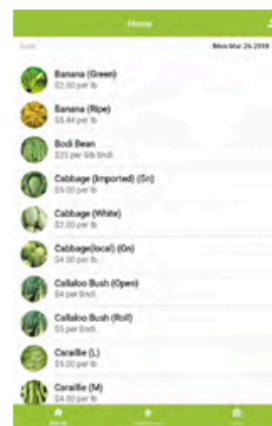 Home
Mon Mar 26 2018
Banana (Green)
$2.50 per lb
Banana (Ripe)
$5.44 per lb
Bodi Bean
$25 per 5lb Bndl.
Cabbage (Imported) (Gn)
$5.00 per lb
Cabbage (White)
$2.00 per lb
Cabbage(local) (Gn)
$4.00 per lb
Callaloo Bush (Open)
$4 per Bndl.
Callaloo Bush (Roll)
$5 per Bndl.
Caraillie (L)
$5.00 per lb
Caraillie (M)
$4.00 per lb